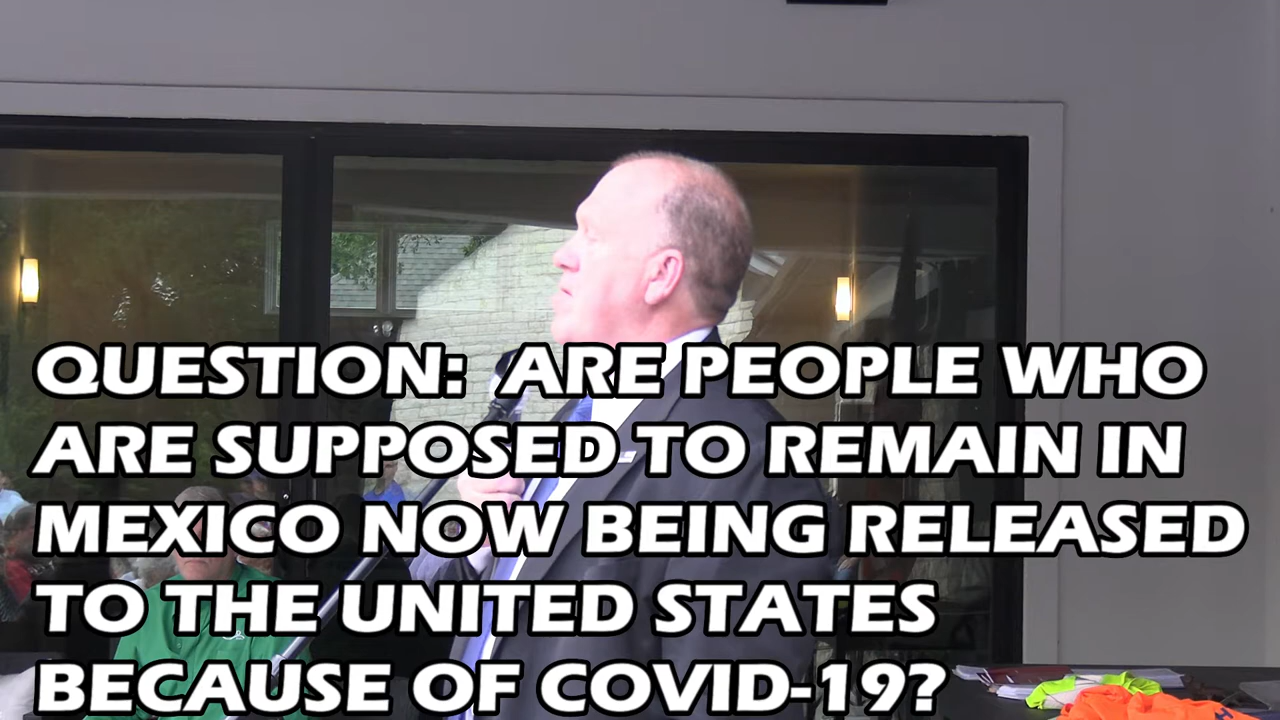 QUESTION:  ARE PEOPLE WHO
ARE SUPPOSED TO REMAIN IN
MEXICO NOW BEING RELEASED
TO THE UNITED STATES
BECAUSE OF COVID-19?